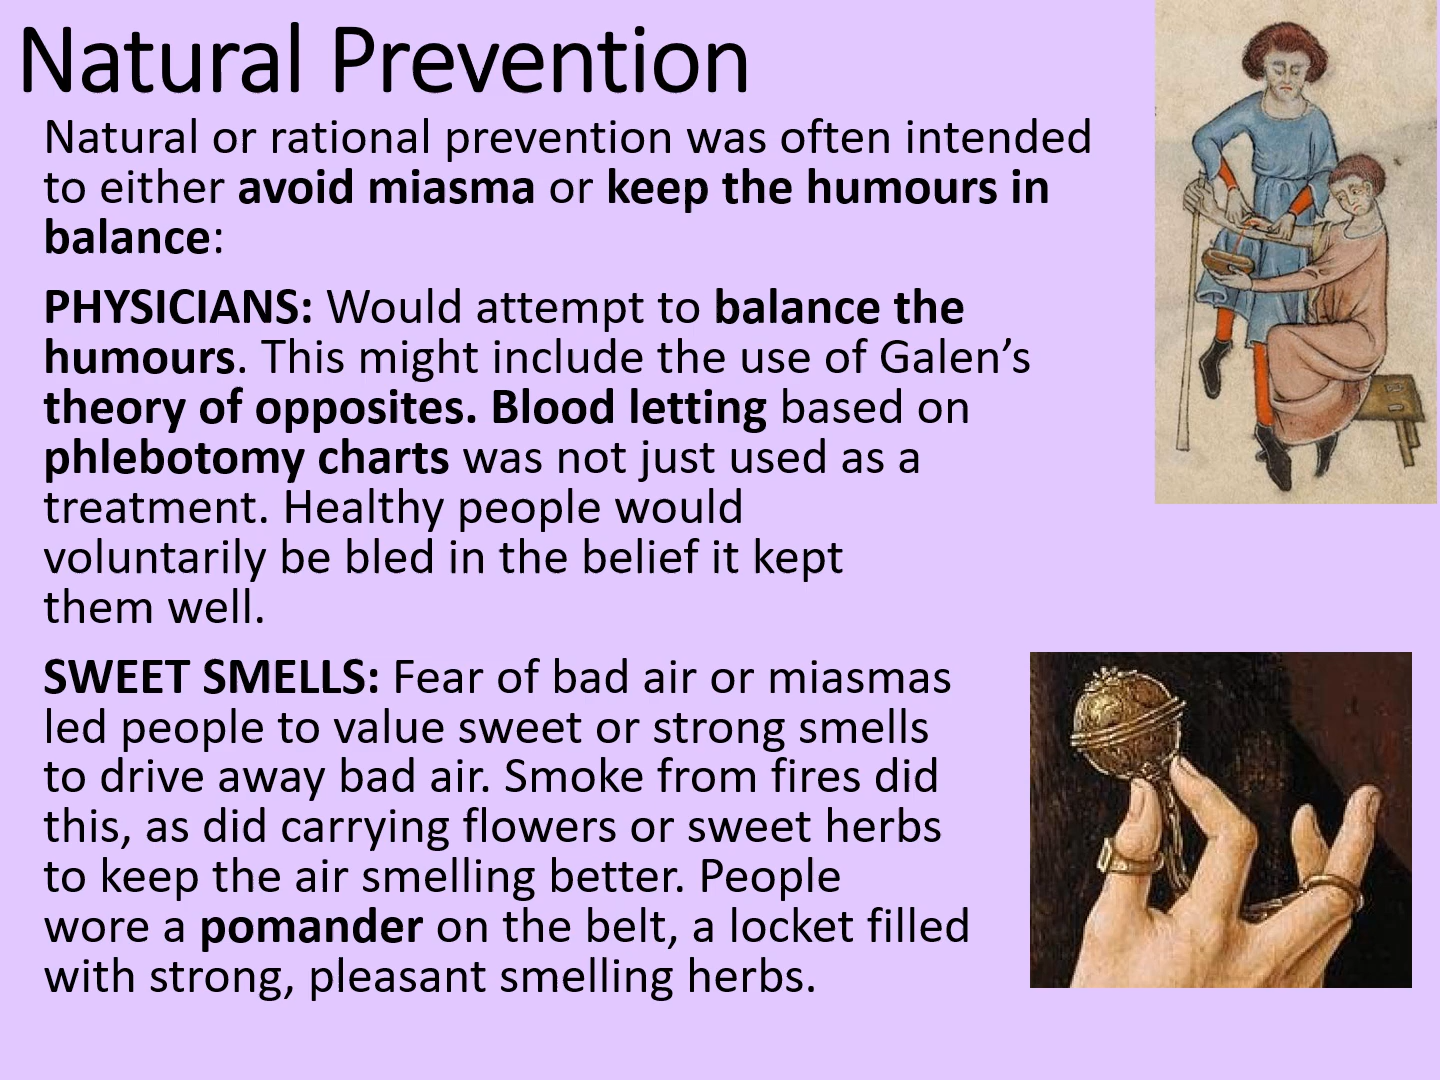 Natural Prevention
Natural or rational prevention was often intended
to either avoid miasma or keep the humours in
balance:
PHYSICIANS: Would attempt to balance the
humours. This might include the use of Galen’s
theory of opposites. Blood letting based on
phlebotomy charts was not just used as a
treatment. Healthy people would
voluntarily be bled in the belief it kept
them well.
SWEET SMELLS: Fear of bad air or miasmas
led people to value sweet or strong smells
to drive away bad air. Smoke from fires did
this, as did carrying flowers or sweet herbs
to keep the air smelling better. People
wore a pomander on the belt, a locket filled
with strong, pleasant smelling herbs.